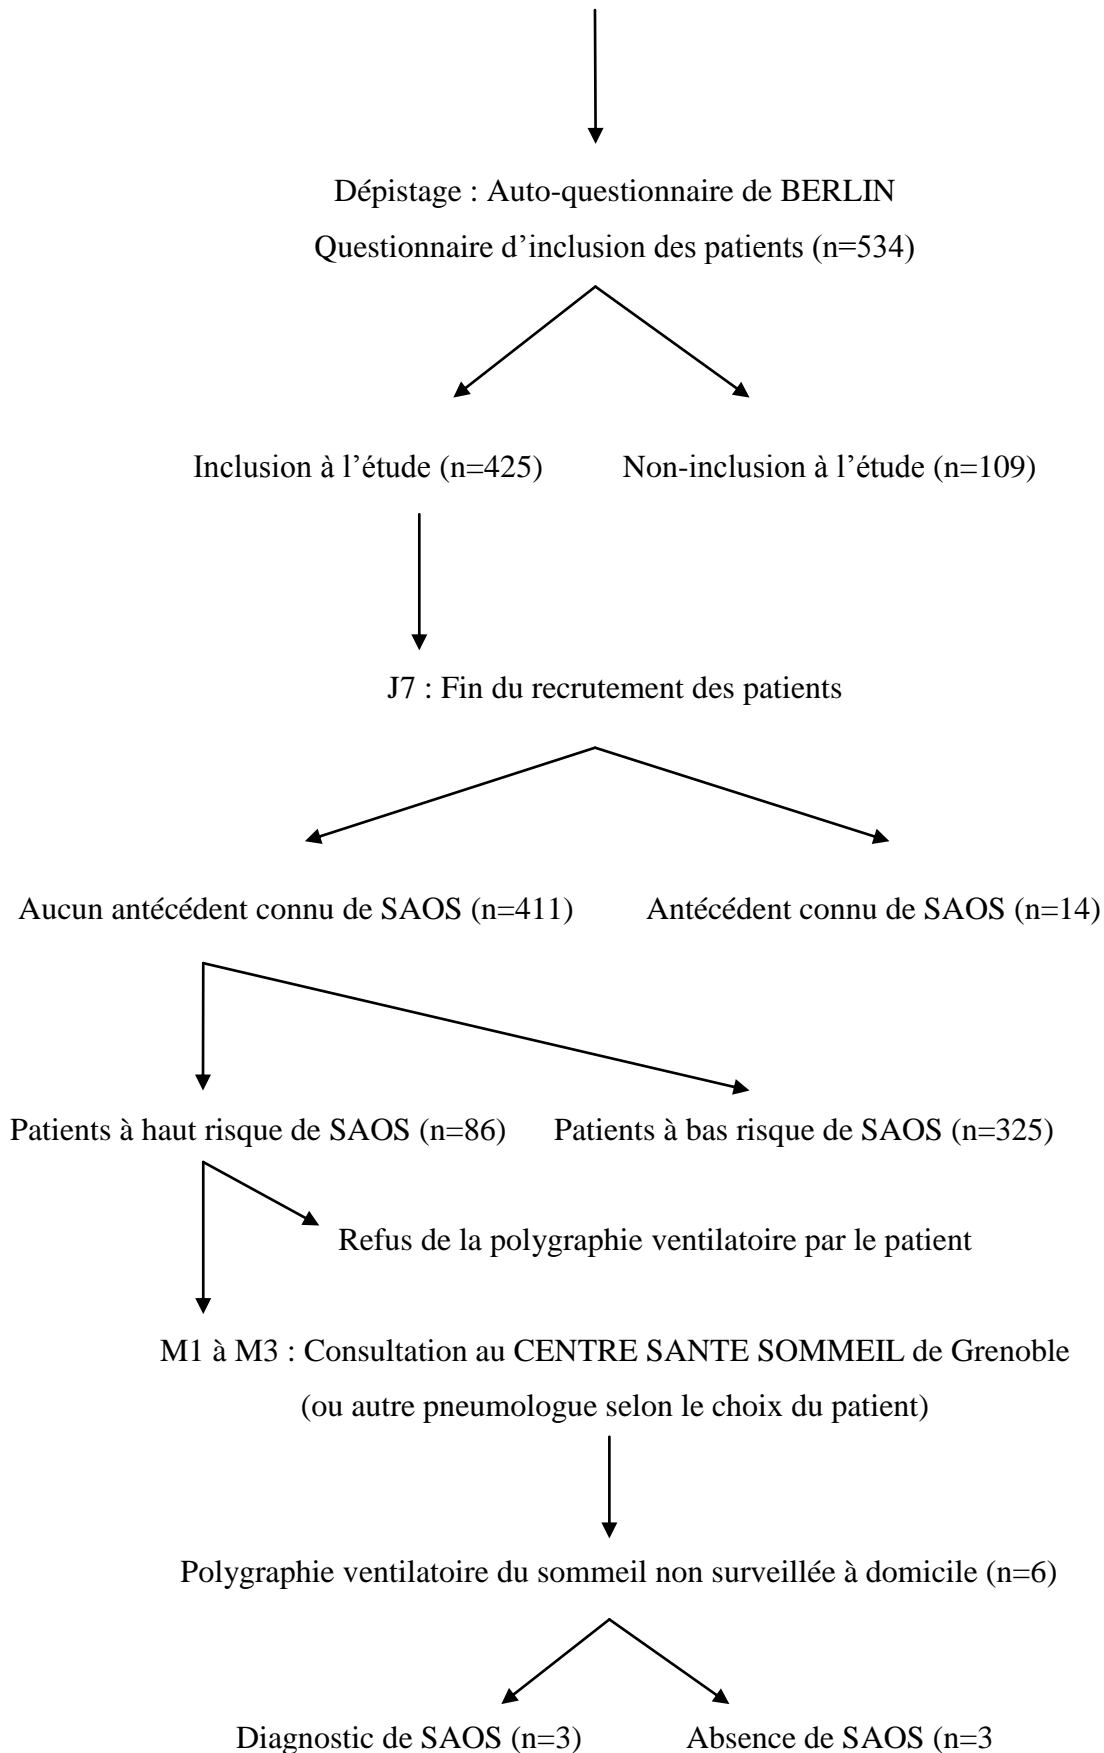 Dépistage : Auto-questionnaire de BERLIN
Questionnaire d’inclusion des patients (n=534)
Inclusion à l’étude (n=425) Non-inclusion à l’étude (n=109)
J7 : Fin du recrutement des patients
Aucun antécédent connu de SAOS (n=411) Antécédent connu de SAOS (n=14)
Patients à haut risque de SAOS (n=86) Patients à bas risque de SAOS (n=325)
Refus de la polygraphie ventilatoire par le patient
M1 à M3 : Consultation au CENTRE SANTE SOMMEIL de Grenoble
(ou autre pneumologue selon le choix du patient)
Polygraphie ventilatoire du sommeil non surveillée à domicile (n=6)
Diagnostic de SAOS (n=3) Absence de SAOS (n=3